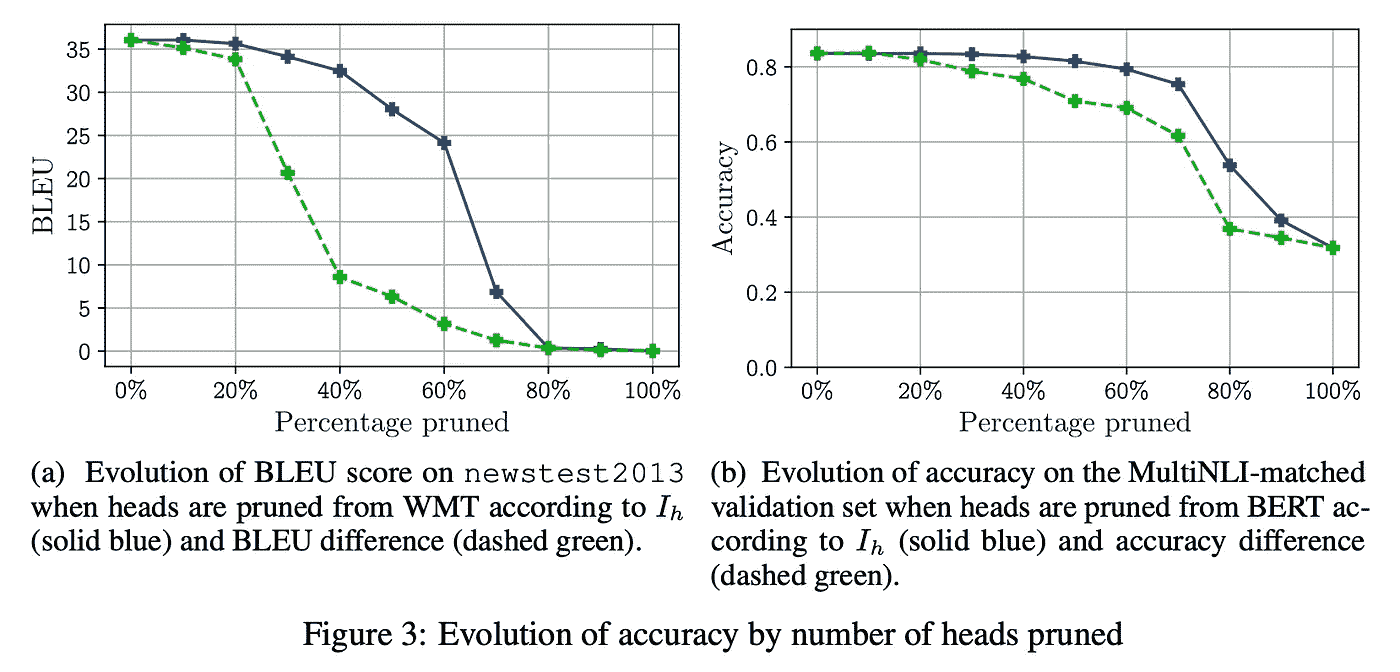 35
30
25
20
15
10
5
0
BLEU
0% 20% 40% 60% 80% 100%
Percentage pruned
(a) Evolution of BLEU score on newstest2013
when heads are pruned from WMT according to I_h
(solid blue) and BLEU difference (dashed green).
0.8
0.6
0.4
0.2
0.0
Accuracy
0% 20% 40% 60% 80% 100%
Percentage pruned
(b) Evolution of accuracy on the MultiNLI-matched
validation set when heads are pruned from BERT ac-
cording to I_h (solid blue) and accuracy difference
(dashed green).
Figure 3: Evolution of accuracy by number of heads pruned